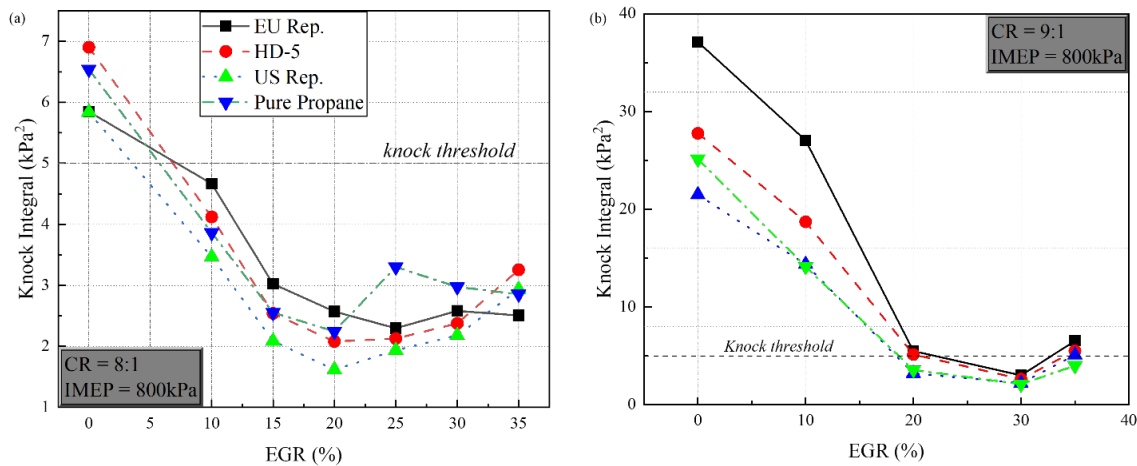 (a)
EU Rep.
HD-5
US Rep.
Pure Propane
knock threshold
CR = 8:1
IMEP = 800kPa
Knock Integral (kPa²)
7
6
5
4
3
2
1
0 5 10 15 20 25 30 35
EGR (%)
(b)
CR = 9:1
IMEP = 800kPa
Knock threshold
Knock Integral (kPa²)
40
30
20
10
0
0 10 20 30 40
EGR (%)